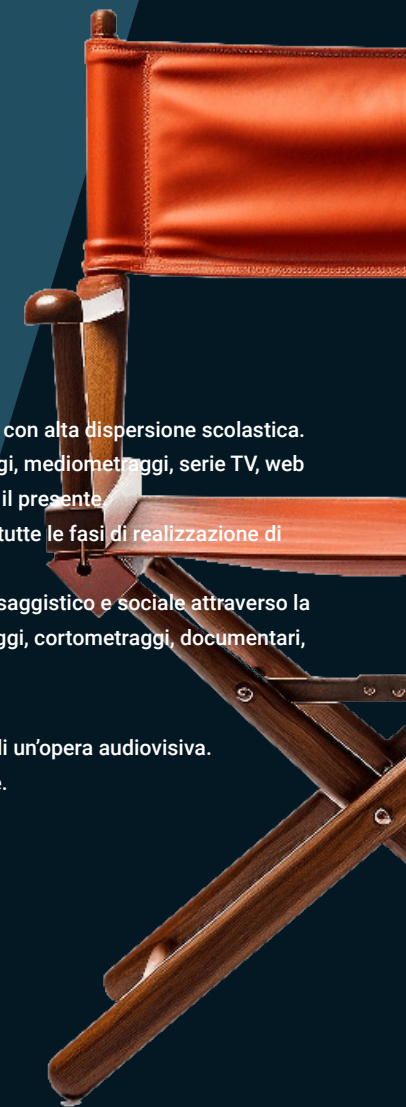 con alta dispersione scolastica.
gi, mediometraggi, serie TV, web
il presente.
tutte le fasi di realizzazione di
saggistico e sociale attraverso la
ggi, cortometraggi, documentari,
di un’opera audiovisiva.
e.